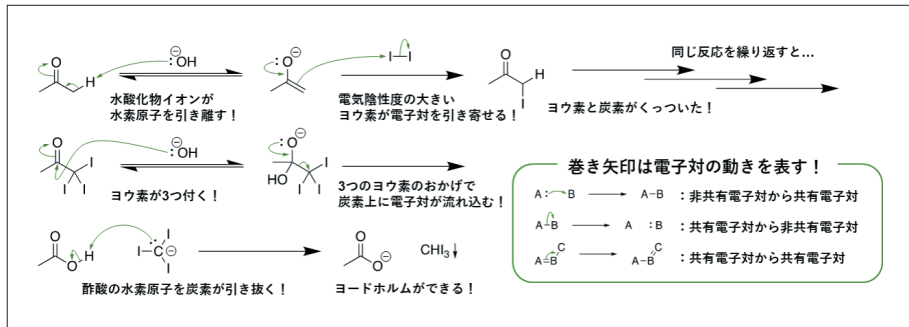 O
H
⊖
:OH
⊖
:O:
I–I
O
H
I
同じ反応を繰り返すと…
水酸化物イオンが
水素原子を引き離す！
電気陰性度の大きい
ヨウ素が電子対を引き寄せる！
ヨウ素と炭素がくっついた！
O
I
I I
⊖
:OH
⊖
:O:
HO
I
I I
ヨウ素が3つ付く！
3つのヨウ素のおかげで
炭素上に電子対が流れ込む！
O
O H
I–C⊖
I
I
O
O⊖
CHI₃↓
酢酸の水素原子を炭素が引き抜く！
ヨードホルムができる！
巻き矢印は電子対の動きを表す！
A: B → A–B ：非共有電子対から共有電子対
A–B → A :B ：共有電子対から非共有電子対
A=B C → A–B=C ：共有電子対から共有電子対